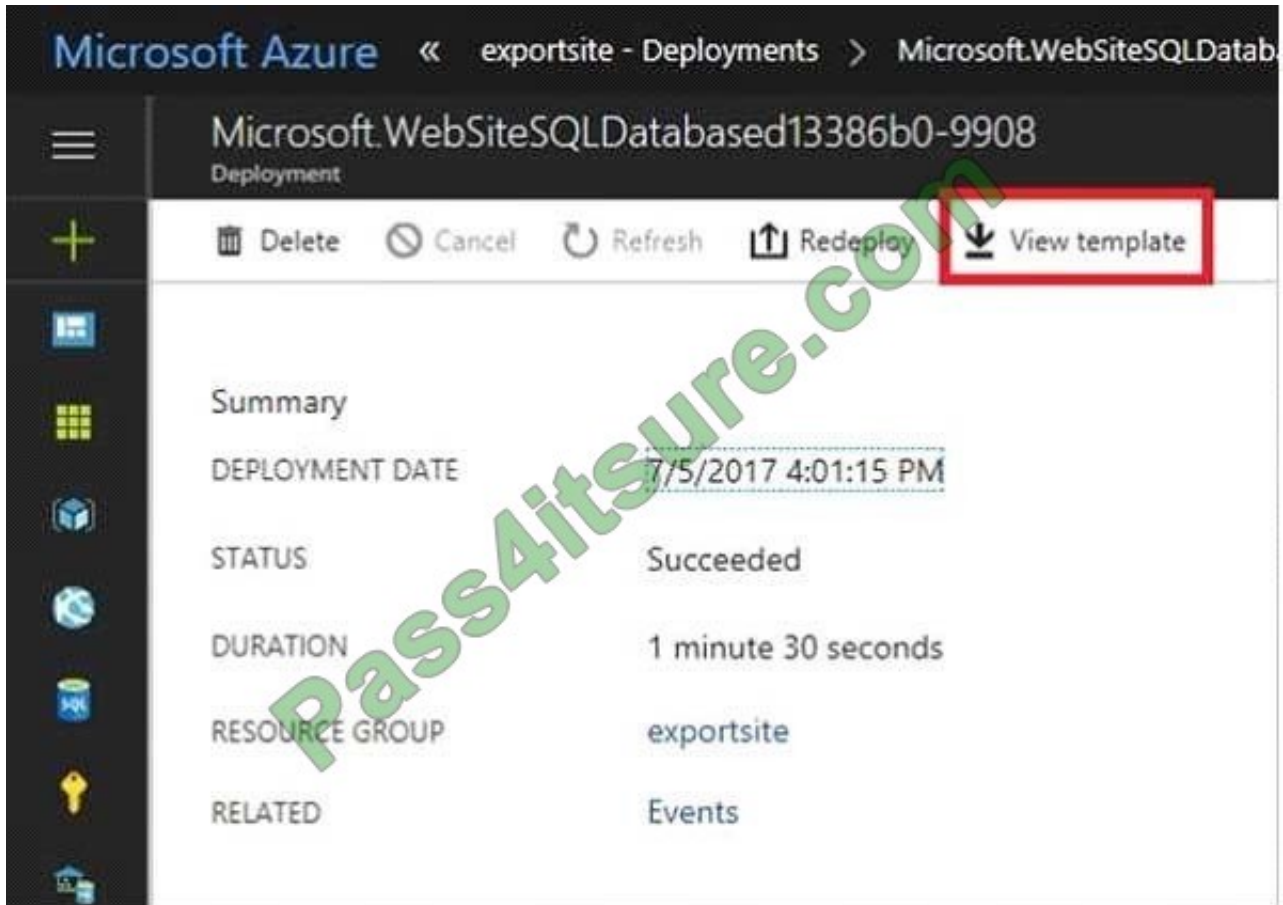 Microsoft Azure « exportsite - Deployments > Microsoft.WebSiteSQLDatab.
Microsoft.WebSiteSQLDatabased13386b0-9908
Deployment
Delete Cancel Refresh Redeploy View template
Summary
DEPLOYMENT DATE 7/5/2017 4:01:15 PM
STATUS Succeeded
DURATION 1 minute 30 seconds
RESOURCE GROUP exportsite
RELATED Events
SQL
Pass4itsure.com